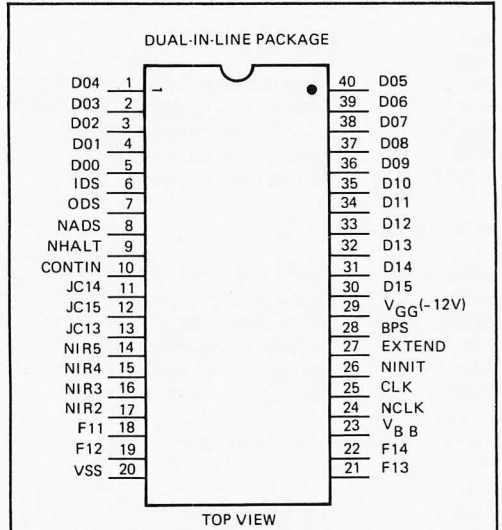 DUAL-IN-LINE PACKAGE
D04 1 40 D05
D03 2 39 D06
D02 3 38 D07
D01 4 37 D08
D00 5 36 D09
IDS 6 35 D10
ODS 7 34 D11
NADS 8 33 D12
NHALT 9 32 D13
CONTIN 10 31 D14
JC14 11 30 D15
JC15 12 29 VGG(-12V)
JC13 13 28 BPS
NIR5 14 27 EXTEND
NIR4 15 26 NINIT
NIR3 16 25 CLK
NIR2 17 24 NCLK
F11 18 23 VBB
F12 19 22 F14
VSS 20 21 F13
TOP VIEW